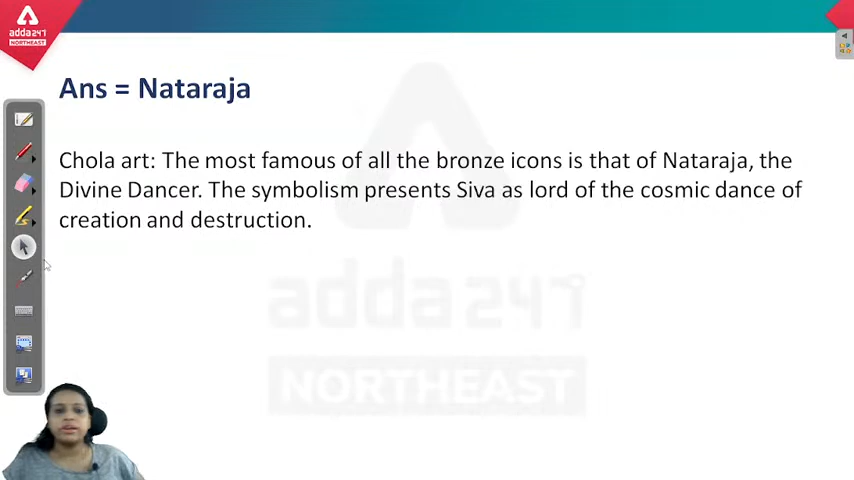 adda247
NORTHEAST
Ans = Nataraja
Chola art: The most famous of all the bronze icons is that of Nataraja, the
Divine Dancer. The symbolism presents Siva as lord of the cosmic dance of
creation and destruction.
adda247
NORTHEAST